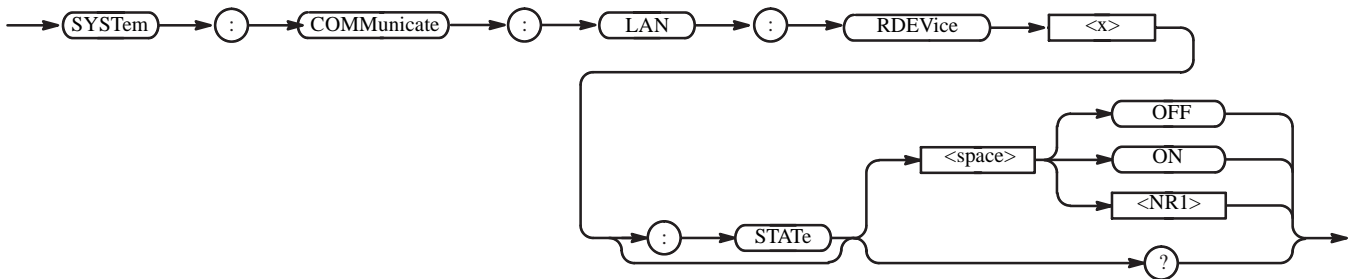 SYSTem : COMMunicate : LAN : RDEVice <x>
OFF
<space> ON
<NR1>
: STATe
?